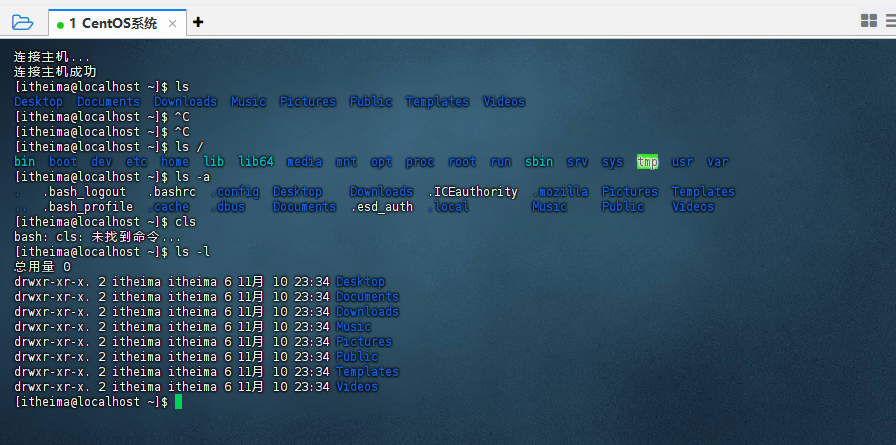 1 CentOS系统 × +
连接主机...
连接主机成功
[itheima@localhost ~]$ ls
Desktop Documents Downloads Music Pictures Public Templates Videos
[itheima@localhost ~]$ ^C
[itheima@localhost ~]$ ^C
[itheima@localhost ~]$ ls /
bin boot dev etc home lib lib64 media mnt opt proc root run sbin srv sys tmp usr var
[itheima@localhost ~]$ ls -a
. .bash_logout .bashrc .config Desktop Downloads .ICEauthority .mozilla Pictures Templates
.. .bash_profile .cache .dbus Documents .esd_auth .local Music Public Videos
[itheima@localhost ~]$ cls
bash: cls: 未找到命令...
[itheima@localhost ~]$ ls -l
总用量 0
drwxr-xr-x. 2 itheima itheima 6 11月 10 23:34 Desktop
drwxr-xr-x. 2 itheima itheima 6 11月 10 23:34 Documents
drwxr-xr-x. 2 itheima itheima 6 11月 10 23:34 Downloads
drwxr-xr-x. 2 itheima itheima 6 11月 10 23:34 Music
drwxr-xr-x. 2 itheima itheima 6 11月 10 23:34 Pictures
drwxr-xr-x. 2 itheima itheima 6 11月 10 23:34 Public
drwxr-xr-x. 2 itheima itheima 6 11月 10 23:34 Templates
drwxr-xr-x. 2 itheima itheima 6 11月 10 23:34 Videos
[itheima@localhost ~]$